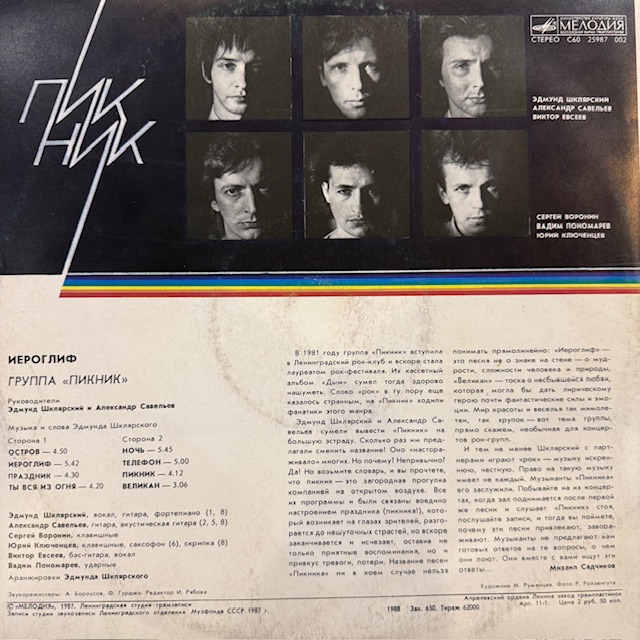 ПИК
НИК
МИНИСТЕРСТВО КУЛЬТУРЫ СССР
МЕЛОДИЯ
ВСЕСОЮЗНАЯ ФИРМА ГРАМПЛАСТИНОК
СТЕРЕО С60 25987 002
ЭДМУНД ШКЛЯРСКИЙ
АЛЕКСАНДР САВЕЛЬЕВ
ВИКТОР ЕВСЕЕВ
СЕРГЕЙ ВОРОНИН
ВАДИМ ПОНОМАРЕВ
ЮРИЙ КЛЮЧЕНЦЕВ
ИЕРОГЛИФ
ГРУППА «ПИКНИК»
Руководители
Эдмунд Шклярский и Александр Савельев
Музыка и слова Эдмунда Шклярского
Сторона 1
ОСТРОВ — 4.50
ИЕРОГЛИФ — 5.42
ПРАЗДНИК — 4.30
ТЫ ВСЯ ИЗ ОГНЯ — 4.20
Сторона 2
НОЧЬ — 5.45
ТЕЛЕФОН — 5.00
ПИКНИК — 4.12
ВЕЛИКАН — 3.06
Эдмунд Шклярский, вокал, гитара, фортепиано (1, 8)
Александр Савельев, гитара, акустическая гитара (2, 5, 8)
Сергей Воронин, клавишные
Юрий Ключенцев, клавишные, саксофон (6), скрипка (8)
Виктор Евсеев, бас-гитара, вокал
Вадим Пономарев, ударные
Аранжировки Эдмунда Шклярского
В 1981 году группа «Пикник» вступила
в Ленинградский рок-клуб и вскоре стала
лауреатом рок-фестиваля. Их кассетный
альбом «Дым» сумел тогда здорово
нашуметь. Слово «рок» в ту пору еще
казалось странным, на «Пикник» ходили
фанатики этого жанра.
Эдмунд Шклярский и Александр Са-
вельев сумели вывести «Пикник» на
большую эстраду. Сколько раз им пред-
лагали сменить название! Оно настора-
живало многих. Но почему! Непривычно!
Да! Но возьмите словарь, и вы прочтете,
что пикник — это загородная прогулка
компанией на открытом воздухе. Все
их программы и были связаны воедино
настроением праздника (пикника!), кото-
рый возникает на глазах зрителей, разго-
рается до нешуточных страстей, но вскоре
заканчивается и исчезает, оставив не
только приятные воспоминания, но и
привкус тревоги, потери. Название песен
«Пикника» ни в коем случае нельзя
понимать прямолинейно: «Иероглиф» —
это песня не о знаке на стене — о муд-
рости, сложности человека и природы,
«Великан» — тоска о несбывшейся любви,
которая могла бы дать лирическому
герою почти фантастические силы и эмо-
ции. Мир красоты и веселья так мимоле-
тен, так хрупок — вот тема группы,
прямо скажем, необычная для концер-
тов рок-групп.
И тем не менее Шклярский с парт-
нерами играют «рок» — музыку искрен-
нюю, честную. Право на такую музыку
имеет не каждый. Музыканты «Пикни-
ка» его заслужили. Побывайте на их концер-
тах, когда зал поднимается после первой
же песни и слушает «Пикник» стоя,
послушайте записи, и тогда вы поймете,
почему эти песни привлекают, завора-
живают. Музыканты не предлагают вам
готовых ответов на те вопросы, о чем
они поют. Они вместе с вами ищут эти
ответы...
Михаил Садчиков
Художник М. Румянцев. Фото Р. Ройзенгута
Звукорежиссеры: А. Бороусов, Ф. Гурджи Редактор И. Рябова
© «МЕЛОДИЯ», 1987. Ленинградская студия грамзаписи
Записи студии звукозаписи Ленинградского отделения Музфонда СССР 1987 г.
1988 Зак. 630. Тираж 62000
Апрелевский ордена Ленина завод грампластинок
Арт. 11-1. Цена 2 руб. 50 коп.